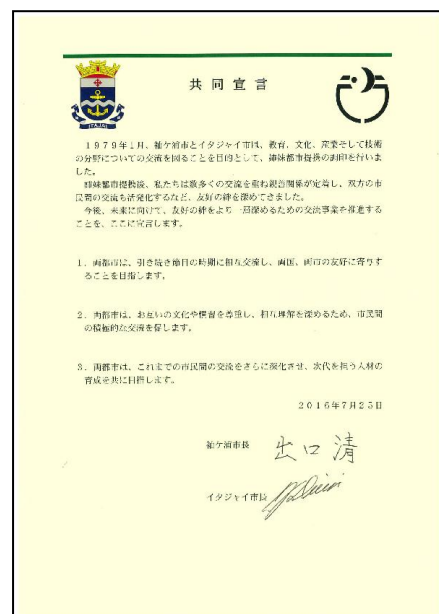 ITAJAÍ
共同宣言
1979年1月、袖ケ浦市とイタジャイ市は、教育、文化、産業そして技術
の分野についての交流を図ることを目的として、姉妹都市提携の調印を行いま
した。
姉妹都市提携後、私たちは数多くの交流を重ね親善関係が定着し、双方の市
民間の交流も活発化するなど、友好の絆を深めてきました。
今後、未来に向けて、友好の絆をより一層深めるための交流事業を推進する
ことを、ここに宣言します。
1.両都市は、引き続き節目の時期に相互交流し、両国、両市の友好に寄与す
ることを目指します。
2.両都市は、お互いの文化や慣習を尊重し、相互理解を深めるため、市民間
の積極的な交流を促します。
3.両都市は、これまでの市民間の交流をさらに深化させ、次代を担う人材の
育成を共に目指します。
2016年7月25日
袖ケ浦市長 出口清
イタジャイ市長